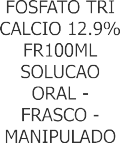 FOSFATO TRI
CALCIO 12.9%
FR100ML
SOLUCAO
ORAL -
FRASCO -
MANIPULADO